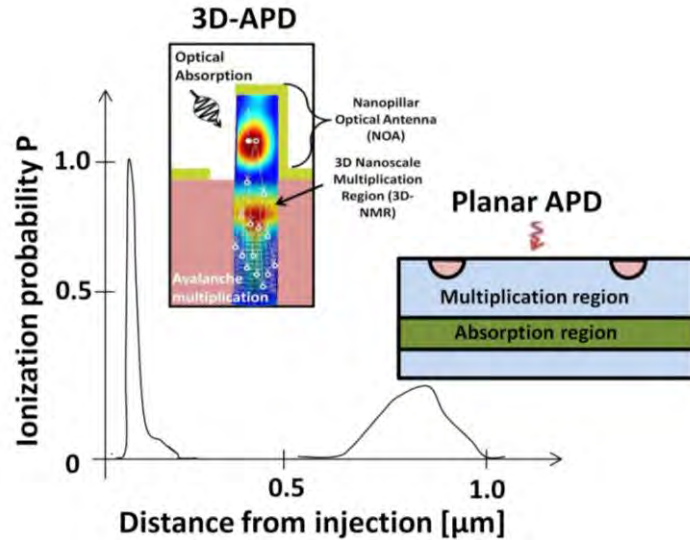 3D-APD
Optical
Absorption
Nanopillar
Optical Antenna
(NOA)
3D Nanoscale
Multiplication
Region (3D-
NMR)
Avalanche
multiplication
Planar APD
Multiplication region
Absorption region
Ionization probability P
1.0
0.5
0
0.5
1.0
Distance from injection [μm]